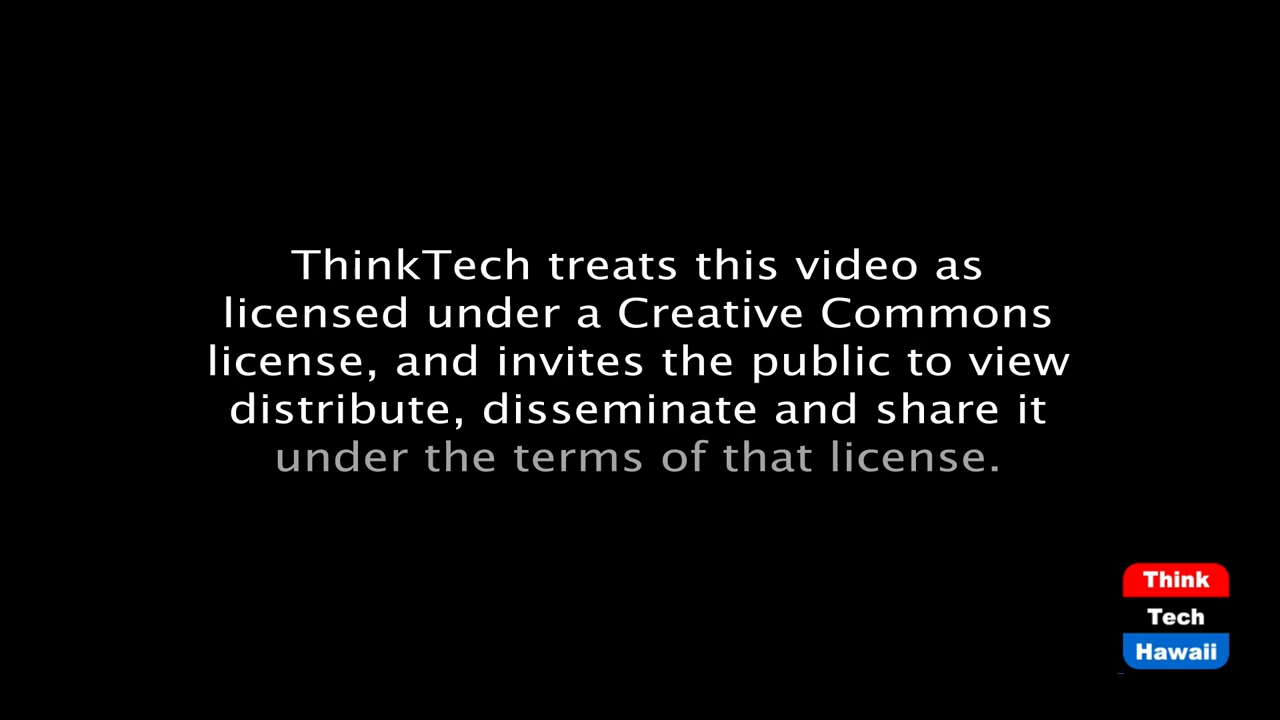 ThinkTech treats this video as
licensed under a Creative Commons
license, and invites the public to view
distribute, disseminate and share it
under the terms of that license.
Think
Tech
Hawaii